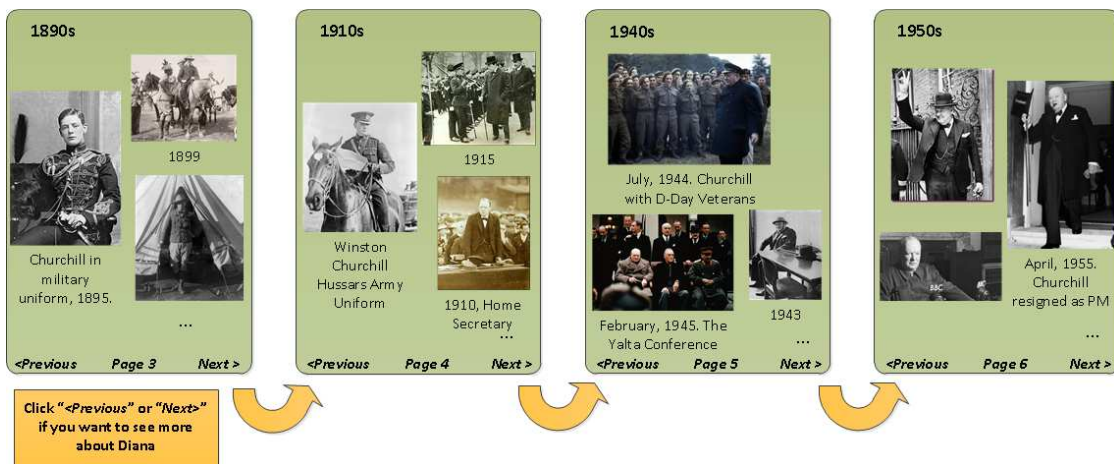 1890s
1899
Churchill in
military
uniform, 1895.
...
<Previous Page 3 Next >
1910s
1915
Winston
Churchill
Hussars Army
Uniform
1910, Home
Secretary
...
<Previous Page 4 Next >
1940s
July, 1944. Churchill
with D-Day Veterans
February, 1945. The
Yalta Conference
1943
...
<Previous Page 5 Next >
1950s
BBC
April, 1955.
Churchill
resigned as PM
...
<Previous Page 6 Next >
Click “<Previous” or “Next>”
if you want to see more
about Diana